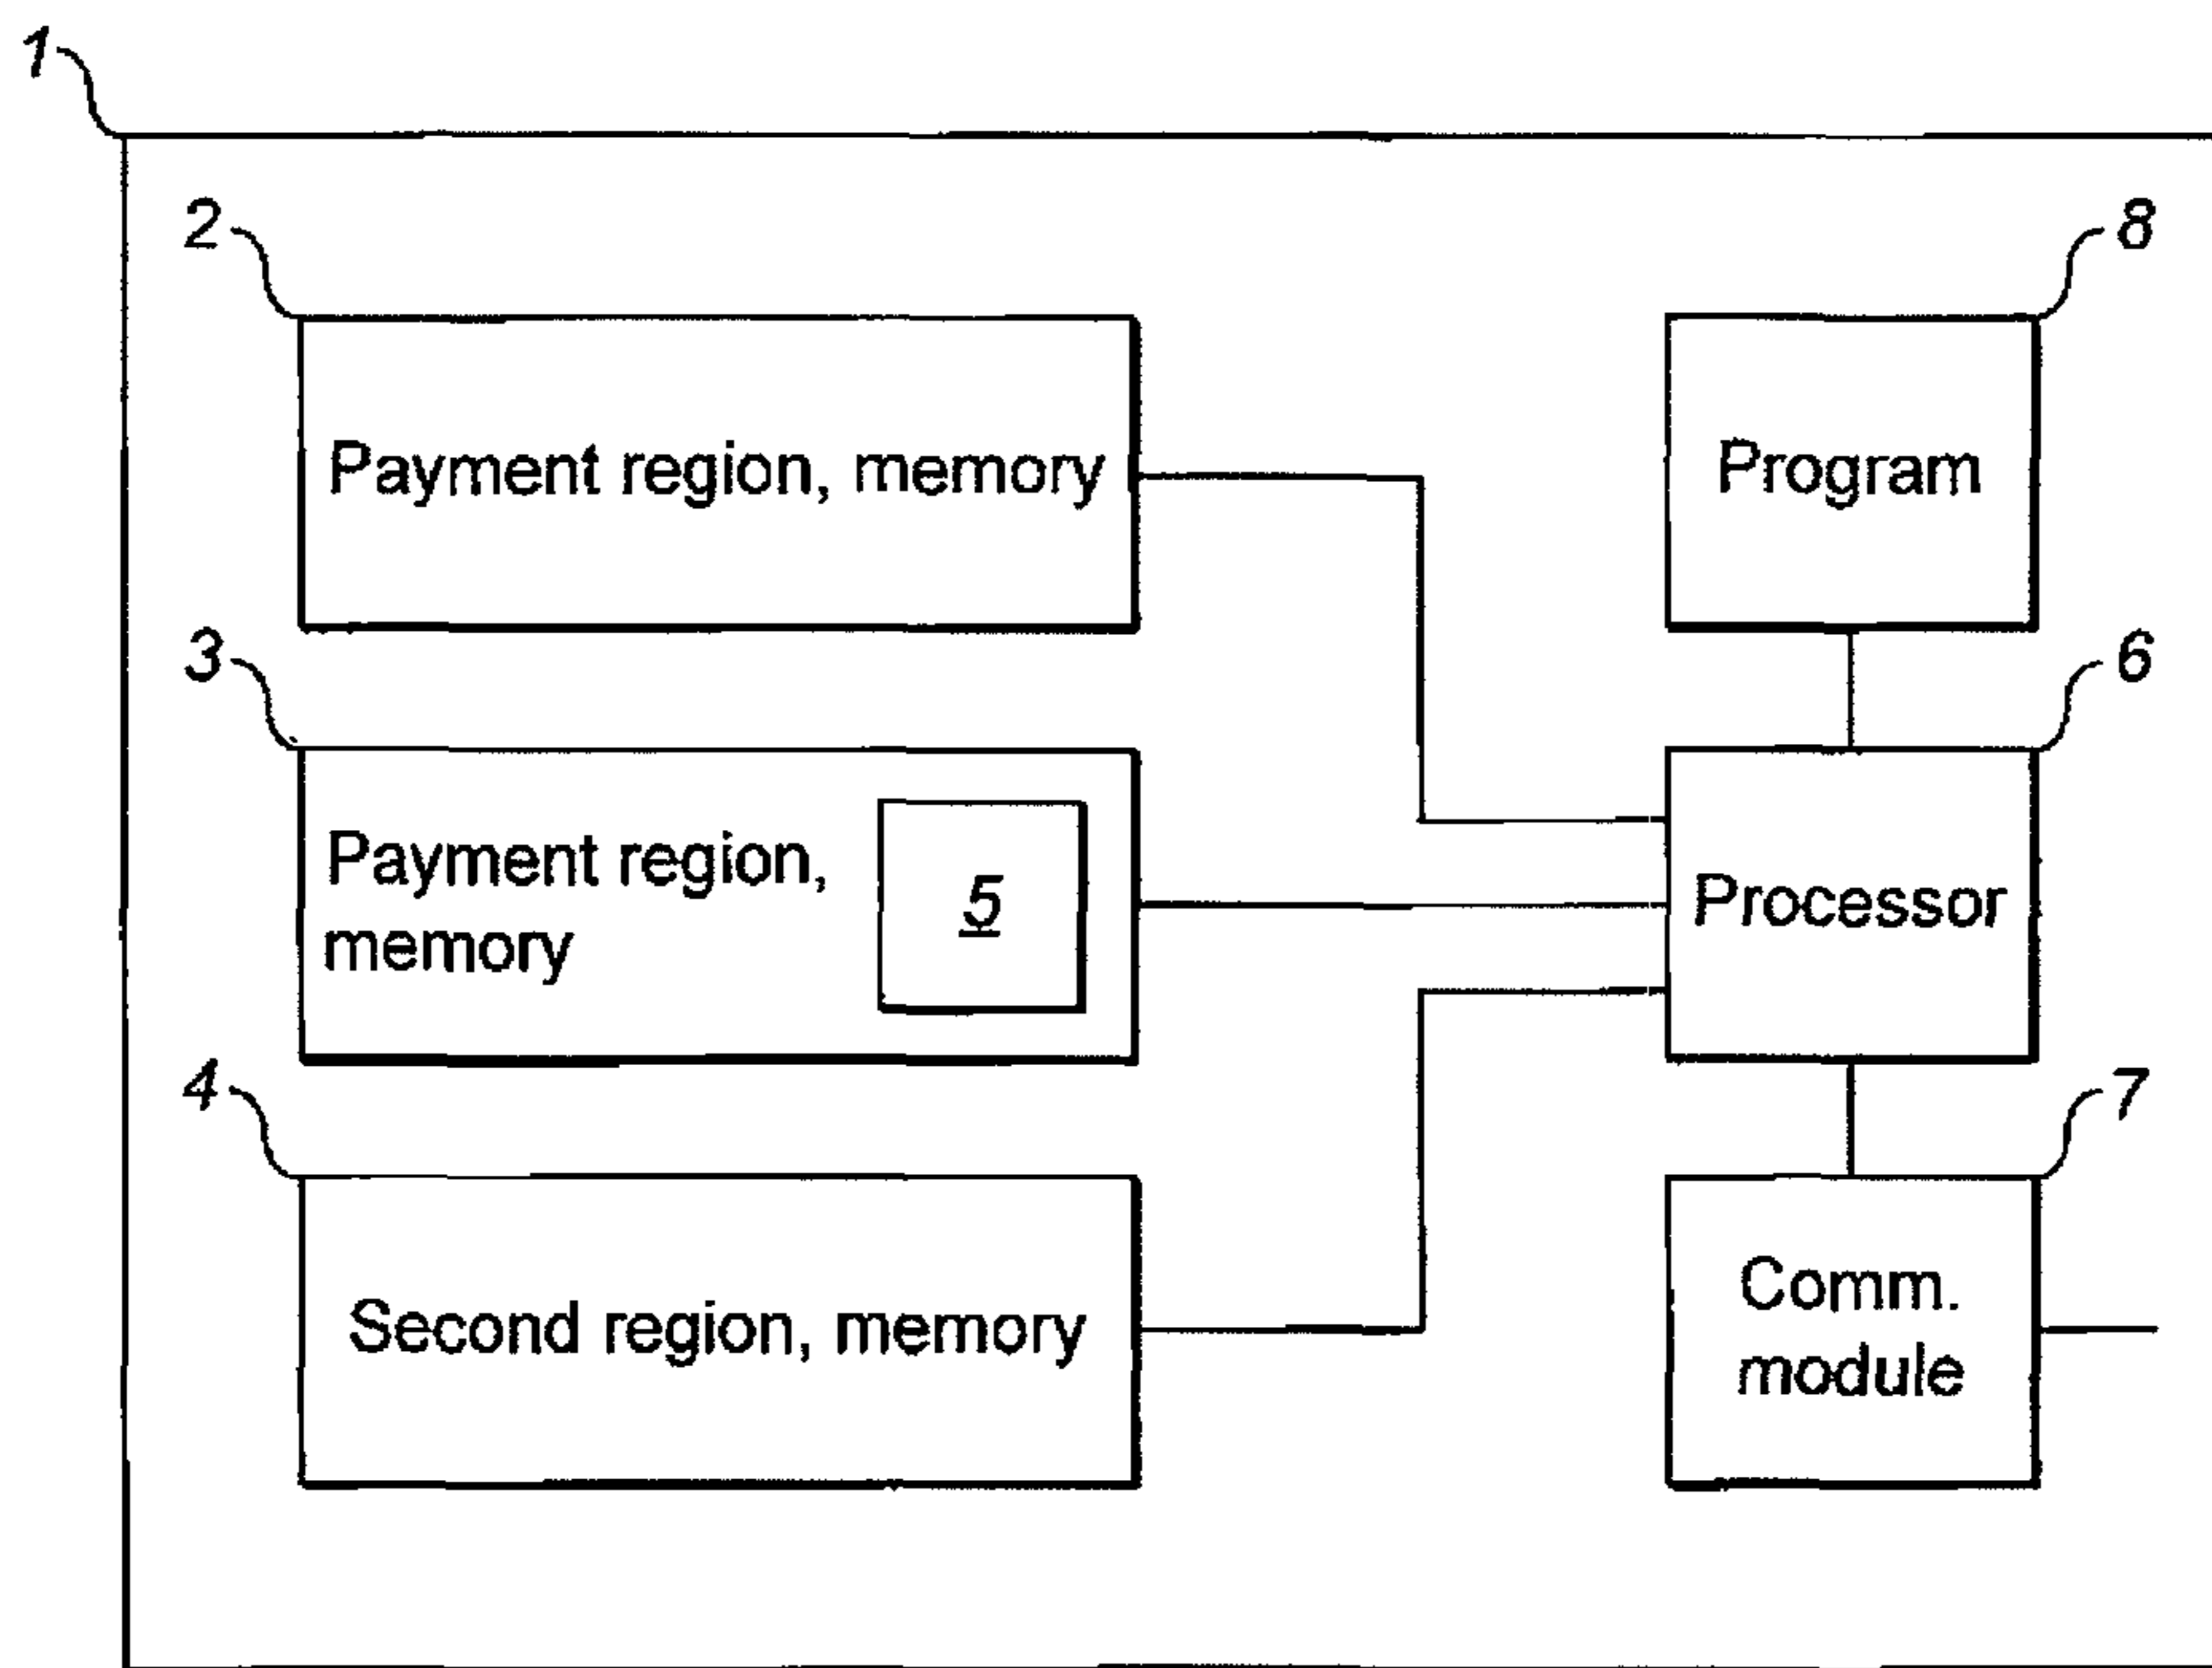 1
2
8
Payment region, memory
Program
3
6
Payment region,
memory
5
Processor
4
7
Second region, memory
Comm.
module